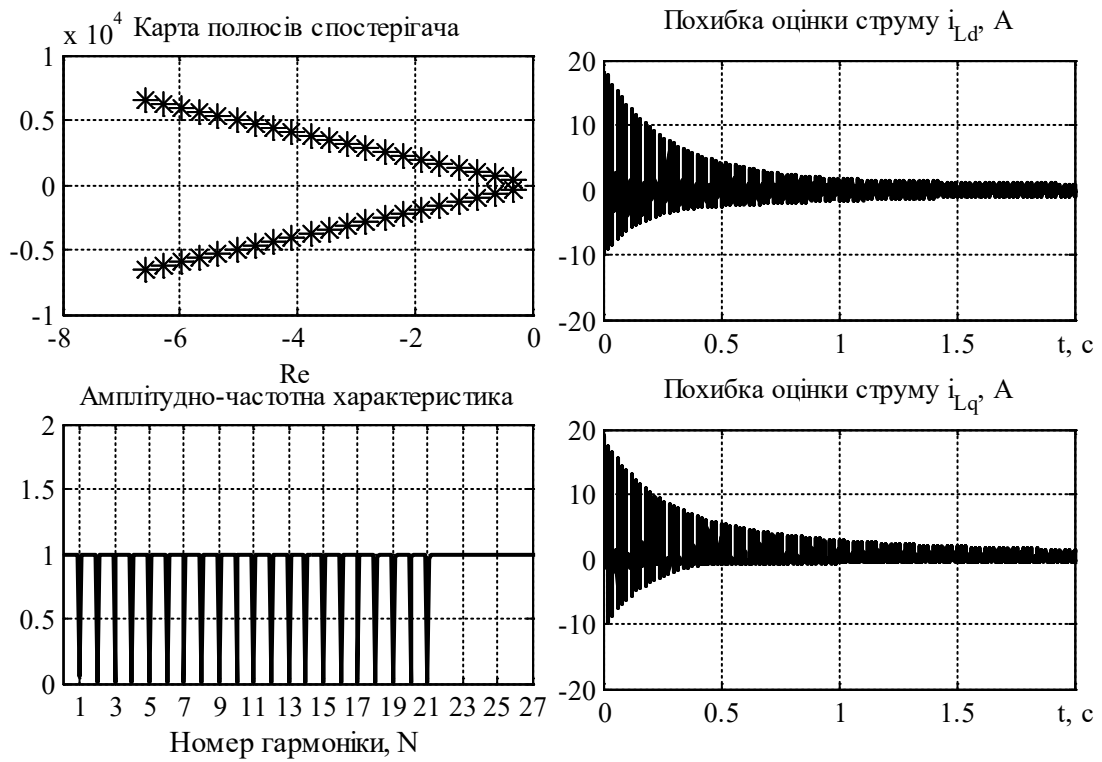 x 10^4 Карта полюсів спостерігача
1
0.5
0
-0.5
-1
-8 -6 -4 -2 0
Re
Похибка оцінки струму i_Ld, А
20
10
0
-10
-20
0 0.5 1 1.5 t, с
Амплітудно-частотна характеристика
2
1.5
1
0.5
0
1 3 5 7 9 11 13 15 17 19 21 23 25 27
Номер гармоніки, N
Похибка оцінки струму i_Lq, А
20
10
0
-10
-20
0 0.5 1 1.5 t, с